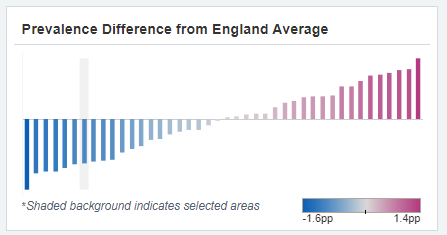 Prevalence Difference from England Average
*Shaded background indicates selected areas
-1.6pp 1.4pp